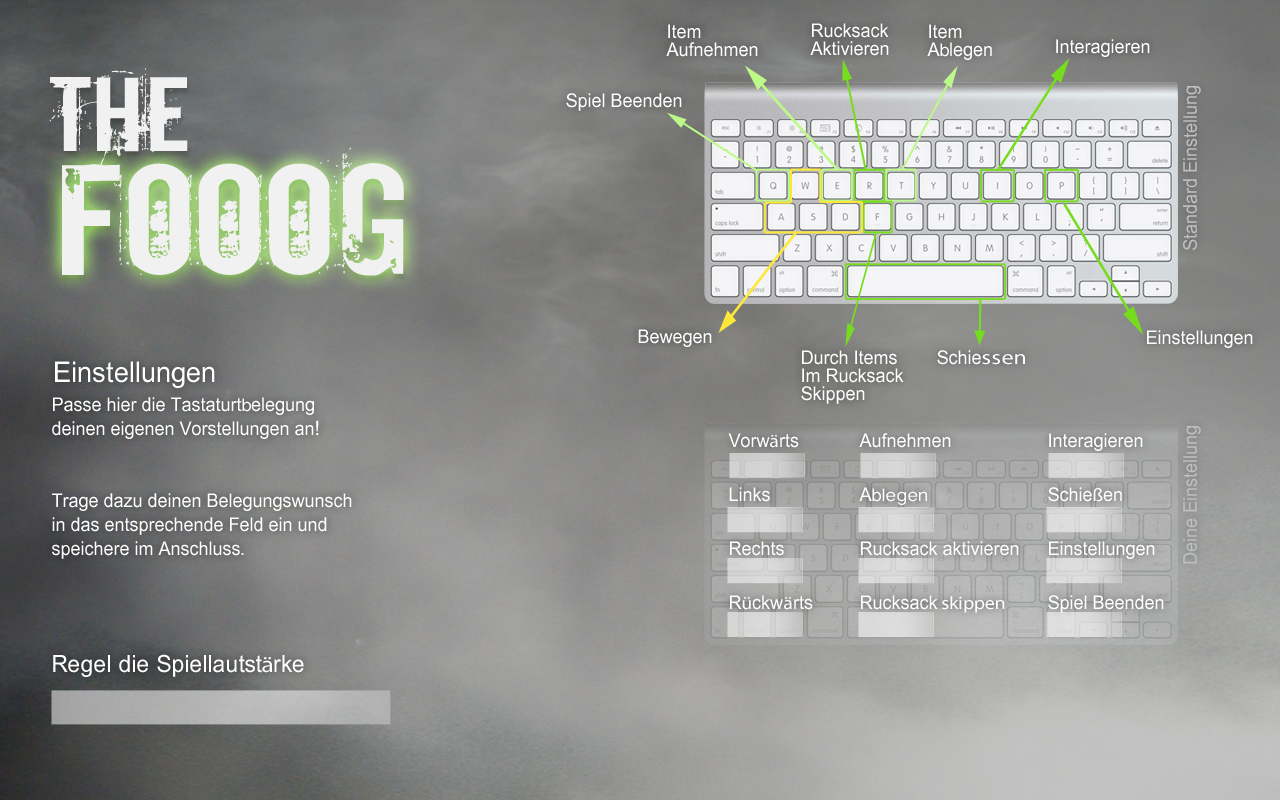 THE
FOOOG
Einstellungen
Passe hier die Tastaturtbelegung
deinen eigenen Vorstellungen an!
Trage dazu deinen Belegungswunsch
in das entsprechende Feld ein und
speichere im Anschluss.
Regel die Spiellautstärke
Item
Aufnehmen
Rucksack
Aktivieren
Item
Ablegen
Interagieren
Spiel Beenden
Standard Einstellung
esc
! 1 @ 2 # 3 $ 4 % 5 ^ 6 & 7 * 8 ( 9 ) 0 - + = delete
tab Q W E R T Y U I O P { [ } ] | \
caps lock A S D F G H J K L : ; " ' enter return
shift Z X C V B N M < , > . ? / shift
fn control alt option ⌘ command ⌘ command alt option
Bewegen
Durch Items
Im Rucksack
Skippen
Schiessen
Einstellungen
Deine Einstellung
Vorwärts Aufnehmen Interagieren
Links Ablegen Schießen
Rechts Rucksack aktivieren Einstellungen
Rückwärts Rucksack skippen Spiel Beenden